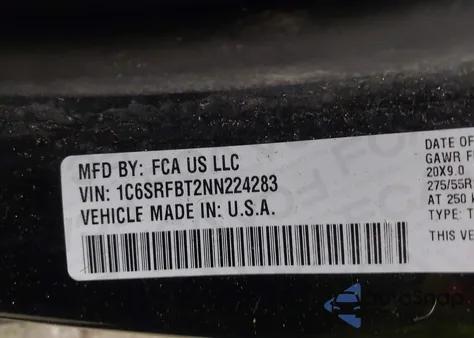 MFD BY: FCA US LLC
VIN: 1C6SRFBT2NN224283
VEHICLE MADE IN: U.S.A.
DATE OF
GAWR F
20X9.0
275/55R
AT 250 k
TYPE: T
THIS VE
AutoSnap